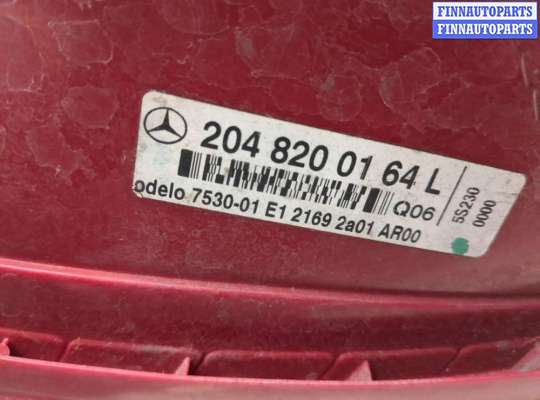 FINNAUTOPARTS
FINNAUTOPARTS
204 820 01 64 L
Q06
odelo 7530-01 E1 2169 2a01 AR00
5S230
0000